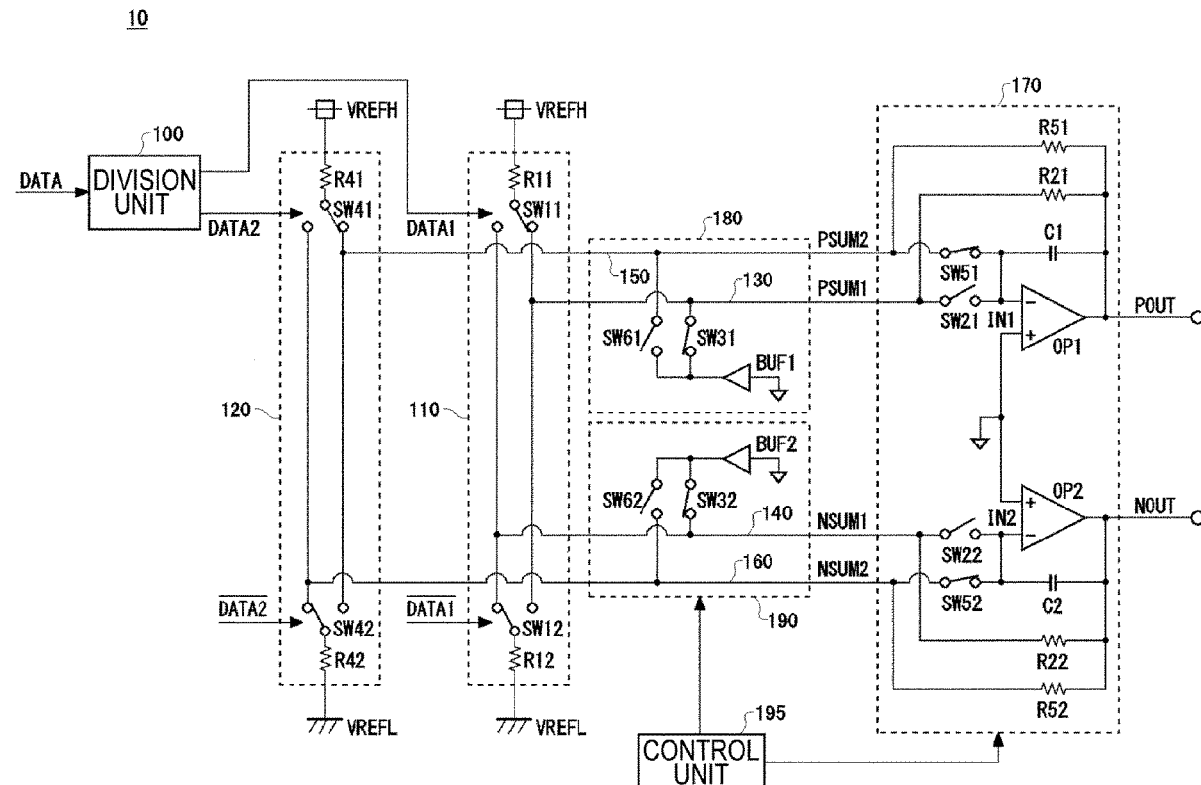 10
100
DATA
DIVISION
UNIT
DATA2
DATA1
VREFH
VREFH
R41
SW41
R11
SW11
120
110
180
150
130
PSUM2
PSUM1
SW61
SW31
BUF1
170
R51
R21
C1
SW51
SW21
IN1
OP1
POUT
BUF2
SW62
SW32
140
160
NSUM1
NSUM2
190
OP2
IN2
NOUT
SW22
SW52
C2
R22
R52
DATA2
DATA1
SW42
R42
SW12
R12
VREFL
VREFL
195
CONTROL
UNIT